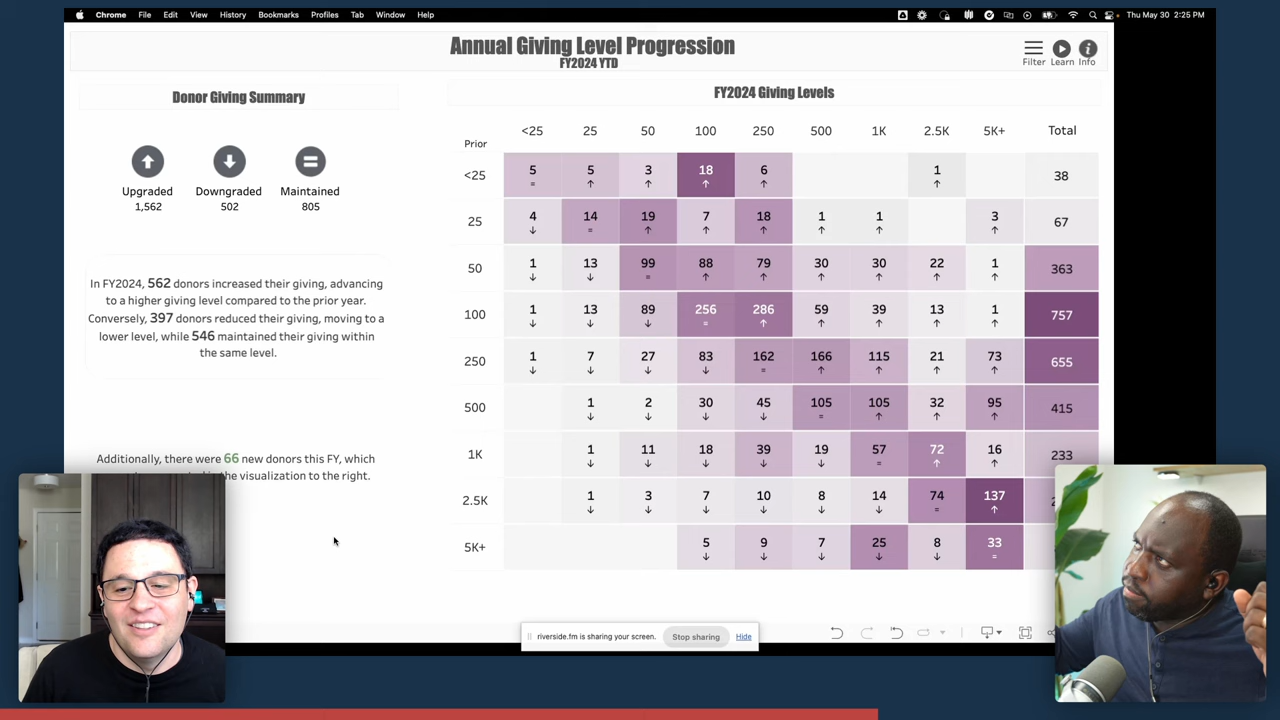 Chrome File Edit View History Bookmarks Profiles Tab Window Help Thu May 30 2:25 PM
Annual Giving Level Progression
FY2024 YTD
Filter Learn Info
Donor Giving Summary
Upgraded Downgraded Maintained
1,562 502 805
In FY2024, 562 donors increased their giving, advancing
to a higher giving level compared to the prior year.
Conversely, 397 donors reduced their giving, moving to a
lower level, while 546 maintained their giving within
the same level.
Additionally, there were 66 new donors this FY, which
the visualization to the right.
FY2024 Giving Levels
Prior <25 25 50 100 250 500 1K 2.5K 5K+ Total
<25 5 = 5 ↑ 3 ↑ 18 ↑ 6 ↑ 1 ↑ 38
25 4 ↓ 14 = 19 ↑ 7 ↑ 18 ↑ 1 ↑ 1 ↑ 3 ↑ 67
50 1 ↓ 13 ↓ 99 = 88 ↑ 79 ↑ 30 ↑ 30 ↑ 22 ↑ 1 ↑ 363
100 1 ↓ 13 ↓ 89 ↓ 256 = 286 ↑ 59 ↑ 39 ↑ 13 ↑ 1 ↑ 757
250 1 ↓ 7 ↓ 27 ↓ 83 ↓ 162 = 166 ↑ 115 ↑ 21 ↑ 73 ↑ 655
500 1 ↓ 2 ↓ 30 ↓ 45 ↓ 105 = 105 ↑ 32 ↑ 95 ↑ 415
1K 1 ↓ 11 ↓ 18 ↓ 39 ↓ 19 ↓ 57 = 72 ↑ 16 ↑ 233
2.5K 1 ↓ 3 ↓ 7 ↓ 10 ↓ 8 ↓ 14 ↓ 74 = 137 ↑
5K+ 5 ↓ 9 ↓ 7 ↓ 25 ↓ 8 ↓ 33 =
riverside.fm is sharing your screen. Stop sharing Hide